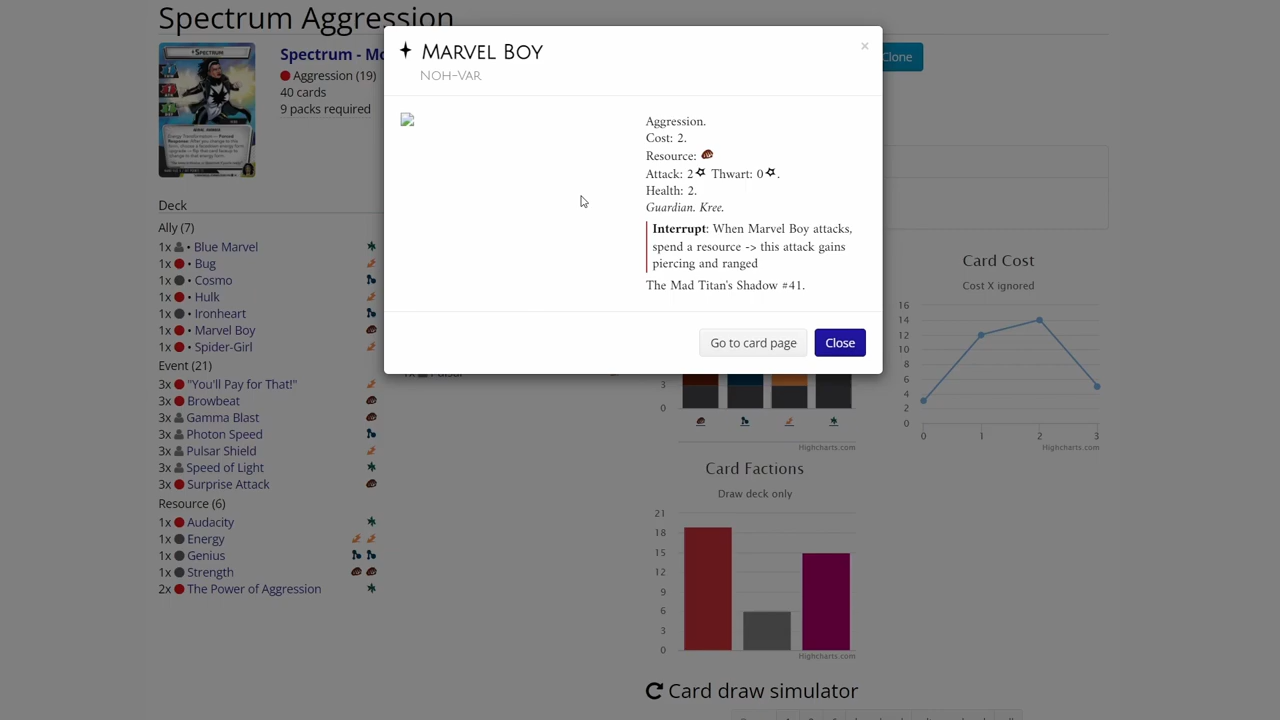 Spectrum Aggression
MARVEL BOY
NOH-VAR
×
Aggression.
Cost: 2.
Resource:
Attack: 2 Thwart: 0 .
Health: 2.
Guardian. Kree.
Interrupt: When Marvel Boy attacks,
spend a resource -> this attack gains
piercing and ranged
The Mad Titan's Shadow #41.
Go to card page
Close
Spectrum - Mo
Aggression (19)
40 cards
9 packs required
Clone
SPECTRUM
Deck
Ally (7)
1x • Blue Marvel
1x • Bug
1x • Cosmo
1x • Hulk
1x • Ironheart
1x • Marvel Boy
1x • Spider-Girl
Event (21)
3x "You'll Pay for That!"
3x Browbeat
3x Gamma Blast
3x Photon Speed
3x Pulsar Shield
3x Speed of Light
3x Surprise Attack
Resource (6)
1x Audacity
1x Energy
1x Genius
1x Strength
2x The Power of Aggression
3
0
Highcharts.com
Card Cost
Cost X ignored
16
14
12
10
8
6
4
2
0
0 1 2 3
Highcharts.com
Card Factions
Draw deck only
21
18
15
12
9
6
3
0
Highcharts.com
Card draw simulator